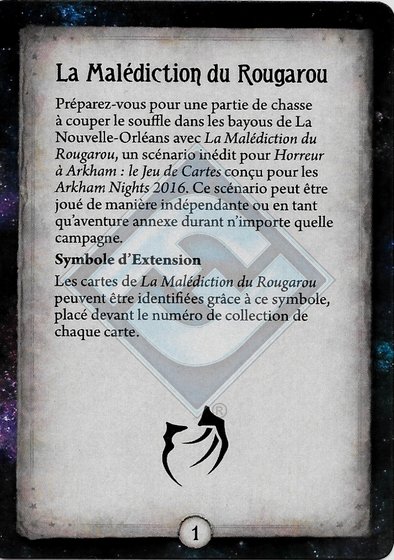 La Malédiction du Rougarou
Préparez-vous pour une partie de chasse
à couper le souffle dans les bayous de La
Nouvelle-Orléans avec La Malédiction du
Rougarou, un scénario inédit pour Horreur
à Arkham : le Jeu de Cartes conçu pour les
Arkham Nights 2016. Ce scénario peut être
joué de manière indépendante ou en tant
qu'aventure annexe durant n'importe quelle
campagne.
Symbole d'Extension
Les cartes de La Malédiction du Rougarou
peuvent être identifiées grâce à ce symbole,
placé devant le numéro de collection de
chaque carte.
®
1